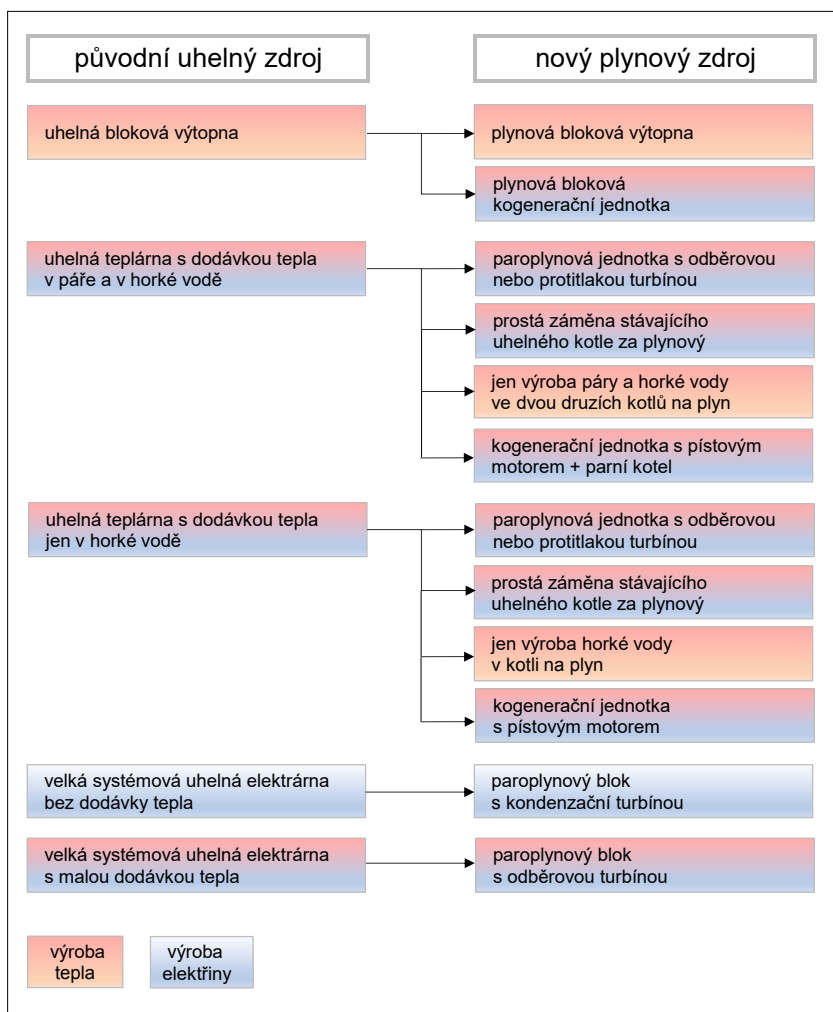 původní uhelný zdroj
nový plynový zdroj
uhelná bloková výtopna
plynová bloková výtopna
plynová bloková
kogenerační jednotka
uhelná teplárna s dodávkou tepla
v páře a v horké vodě
paroplynová jednotka s odběrovou
nebo protitlakou turbínou
prostá záměna stávajícího
uhelného kotle za plynový
jen výroba páry a horké vody
ve dvou druzích kotlů na plyn
kogenerační jednotka s pístovým
motorem + parní kotel
uhelná teplárna s dodávkou tepla
jen v horké vodě
paroplynová jednotka s odběrovou
nebo protitlakou turbínou
prostá záměna stávajícího
uhelného kotle za plynový
jen výroba horké vody
v kotli na plyn
kogenerační jednotka
s pístovým motorem
velká systémová uhelná elektrárna
bez dodávky tepla
paroplynový blok
s kondenzační turbínou
velká systémová uhelná elektrárna
s malou dodávkou tepla
paroplynový blok
s odběrovou turbínou
výroba
tepla
výroba
elektřiny